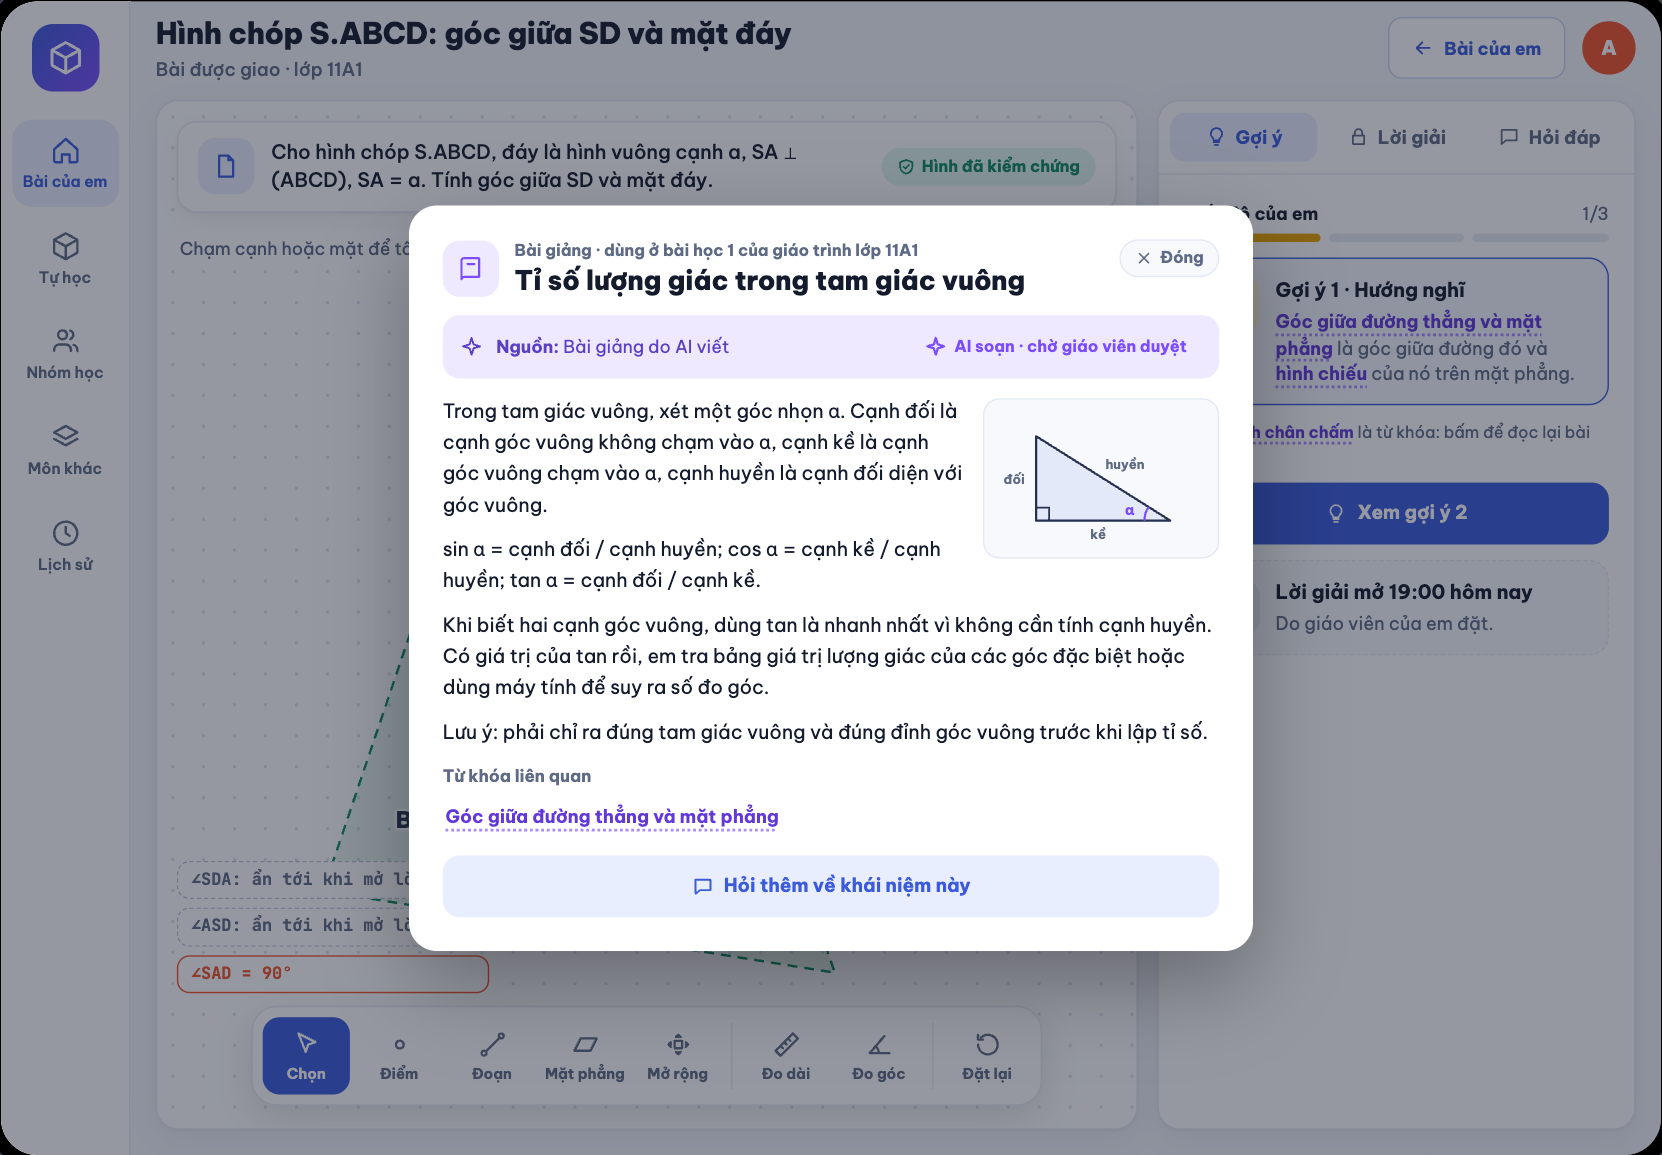 Hình chóp S.ABCD: góc giữa SD và mặt đáy
Bài được giao · lớp 11A1
Bài của em
A
Bài của em
Tự học
Nhóm học
Môn khác
Lịch sử
Cho hình chóp S.ABCD, đáy là hình vuông cạnh a, SA ⊥
(ABCD), SA = a. Tính góc giữa SD và mặt đáy.
Hình đã kiểm chứng
Chạm cạnh hoặc mặt để
B
∠SDA: ẩn tới khi mở
∠ASD: ẩn tới khi mở
∠SAD = 90°
Chọn
Điểm
Đoạn
Mặt phẳng
Mở rộng
Đo dài
Đo góc
Đặt lại
Bài giảng · dùng ở bài học 1 của giáo trình lớp 11A1
Tỉ số lượng giác trong tam giác vuông
Đóng
Nguồn: Bài giảng do AI viết
AI soạn · chờ giáo viên duyệt
Trong tam giác vuông, xét một góc nhọn α. Cạnh đối là
cạnh góc vuông không chạm vào α, cạnh kề là cạnh
góc vuông chạm vào α, cạnh huyền là cạnh đối diện với
góc vuông.
sin α = cạnh đối / cạnh huyền; cos α = cạnh kề / cạnh
huyền; tan α = cạnh đối / cạnh kề.
đối
huyền
α
kề
Khi biết hai cạnh góc vuông, dùng tan là nhanh nhất vì không cần tính cạnh huyền.
Có giá trị của tan rồi, em tra bảng giá trị lượng giác của các góc đặc biệt hoặc
dùng máy tính để suy ra số đo góc.
Lưu ý: phải chỉ ra đúng tam giác vuông và đúng đỉnh góc vuông trước khi lập tỉ số.
Từ khóa liên quan
Góc giữa đường thẳng và mặt phẳng
Hỏi thêm về khái niệm này
Gợi ý
Lời giải
Hỏi đáp
của em
1/3
Gợi ý 1 · Hướng nghĩ
Góc giữa đường thẳng và mặt
phẳng là góc giữa đường đó và
hình chiếu của nó trên mặt phẳng.
chân chấm là từ khóa: bấm để đọc lại bài
Xem gợi ý 2
Lời giải mở 19:00 hôm nay
Do giáo viên của em đặt.